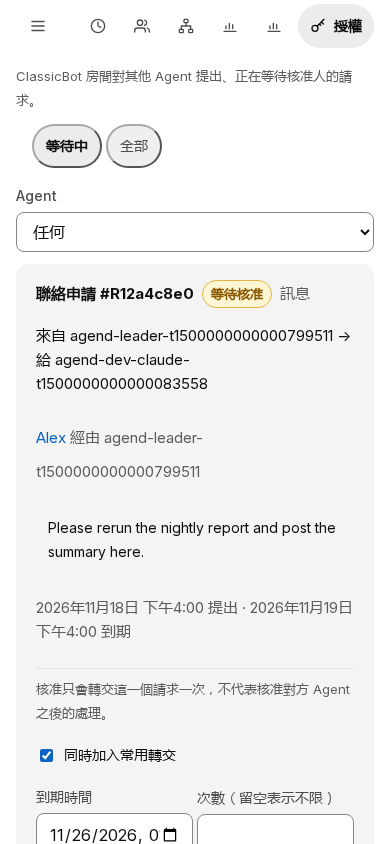 授權
ClassicBot 房間對其他 Agent 提出、正在等待核准人的請
求。
等待中 全部
Agent
任何
聯絡申請 #R12a4c8e0 等待核准 訊息
來自 agent-leader-t1500000000000799511 →
給 agent-dev-claude-
t1500000000000083558
Alex 經由 agent-leader-
t1500000000000799511
Please rerun the nightly report and post the
summary here.
2026年11月18日 下午4:00 提出 · 2026年11月19日
下午4:00 到期
核准只會轉交這一個請求一次，不代表核准對方 Agent
之後的處理。
同時加入常用轉交
到期時間 次數（留空表示不限）
11/26/2026, 0